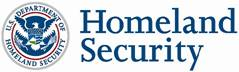 U.S. DEPARTMENT OF
HOMELAND SECURITY
Homeland
Security